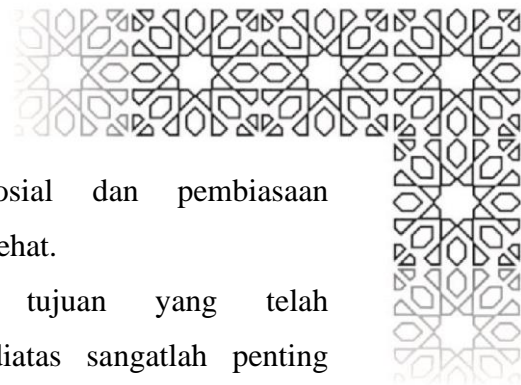 osial dan pembiasaan
ehat.
tujuan yang telah
diatas sangatlah penting